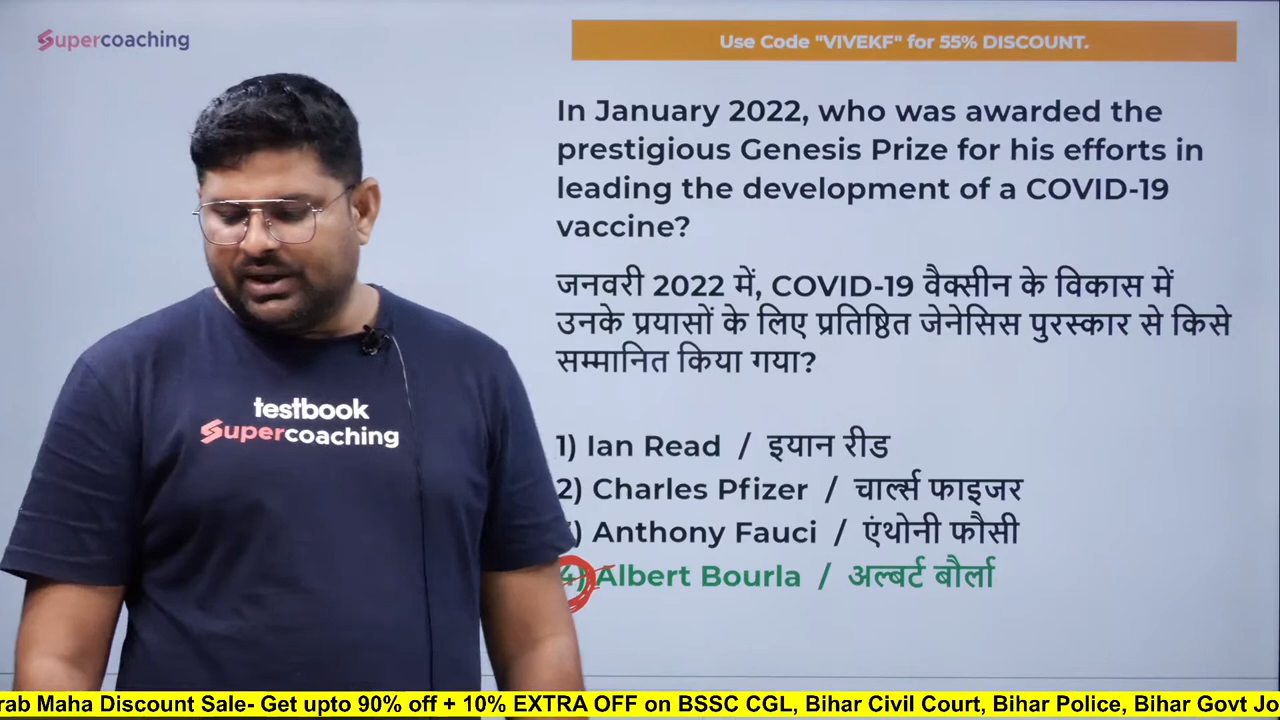 Supercoaching
Use Code "VIVEKF" for 55% DISCOUNT.
In January 2022, who was awarded the
prestigious Genesis Prize for his efforts in
leading the development of a COVID-19
vaccine?
जनवरी 2022 में, COVID-19 वैक्सीन के विकास में
उनके प्रयासों के लिए प्रतिष्ठित जेनेसिस पुरस्कार से किसे
सम्मानित किया गया?
1) Ian Read / इयान रीड
2) Charles Pfizer / चार्ल्स फाइजर
) Anthony Fauci / एंथोनी फौसी
4) Albert Bourla / अल्बर्ट बौर्ला
testbook
Supercoaching
rab Maha Discount Sale- Get upto 90% off + 10% EXTRA OFF on BSSC CGL, Bihar Civil Court, Bihar Police, Bihar Govt Jo